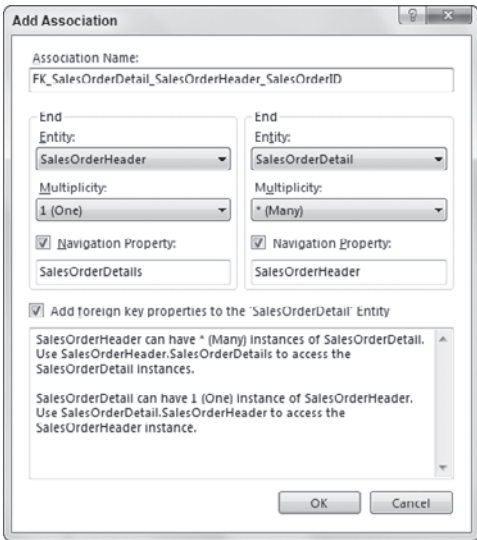 Add Association
Association Name:
FK_SalesOrderDetail_SalesOrderHeader_SalesOrderID
End
Entity:
SalesOrderHeader
Multiplicity:
1 (One)
Navigation Property:
SalesOrderDetails
End
Entity:
SalesOrderDetail
Multiplicity:
* (Many)
Navigation Property:
SalesOrderHeader
Add foreign key properties to the 'SalesOrderDetail' Entity
SalesOrderHeader can have * (Many) instances of SalesOrderDetail.
Use SalesOrderHeader.SalesOrderDetails to access the
SalesOrderDetail instances.
SalesOrderDetail can have 1 (One) instance of SalesOrderHeader.
Use SalesOrderDetail.SalesOrderHeader to access the
SalesOrderHeader instance.
OK
Cancel